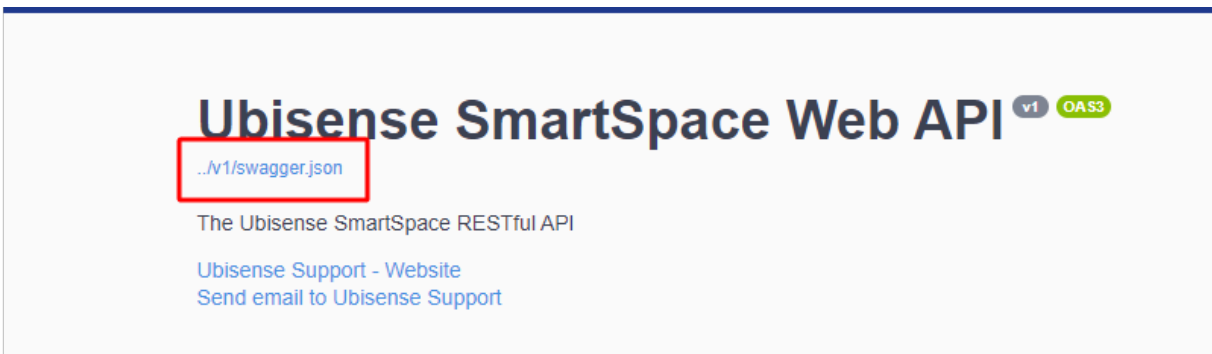 Ubisense SmartSpace Web API v1 OAS3
../v1/swagger.json
The Ubisense SmartSpace RESTful API
Ubisense Support - Website
Send email to Ubisense Support